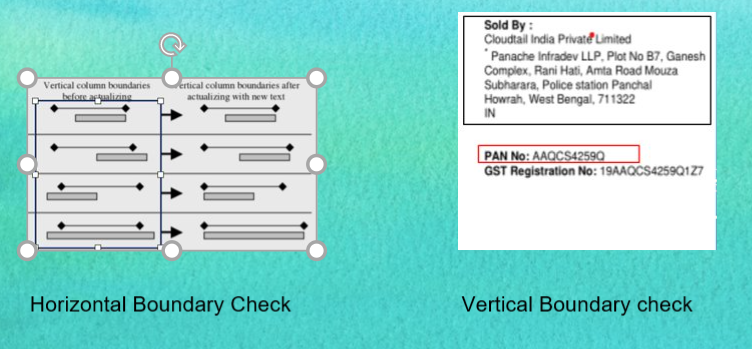 Vertical column boundaries
before actualizing
ertical column boundaries after
actualizing with new text
Horizontal Boundary Check
Sold By :
Cloudtail India Private Limited
* Panache Infradev LLP, Plot No B7, Ganesh
Complex, Rani Hati, Amta Road Mouza
Subharara, Police station Panchal
Howrah, West Bengal, 711322
IN
PAN No: AAQCS4259Q
GST Registration No: 19AAQCS4259Q1Z7
Vertical Boundary check